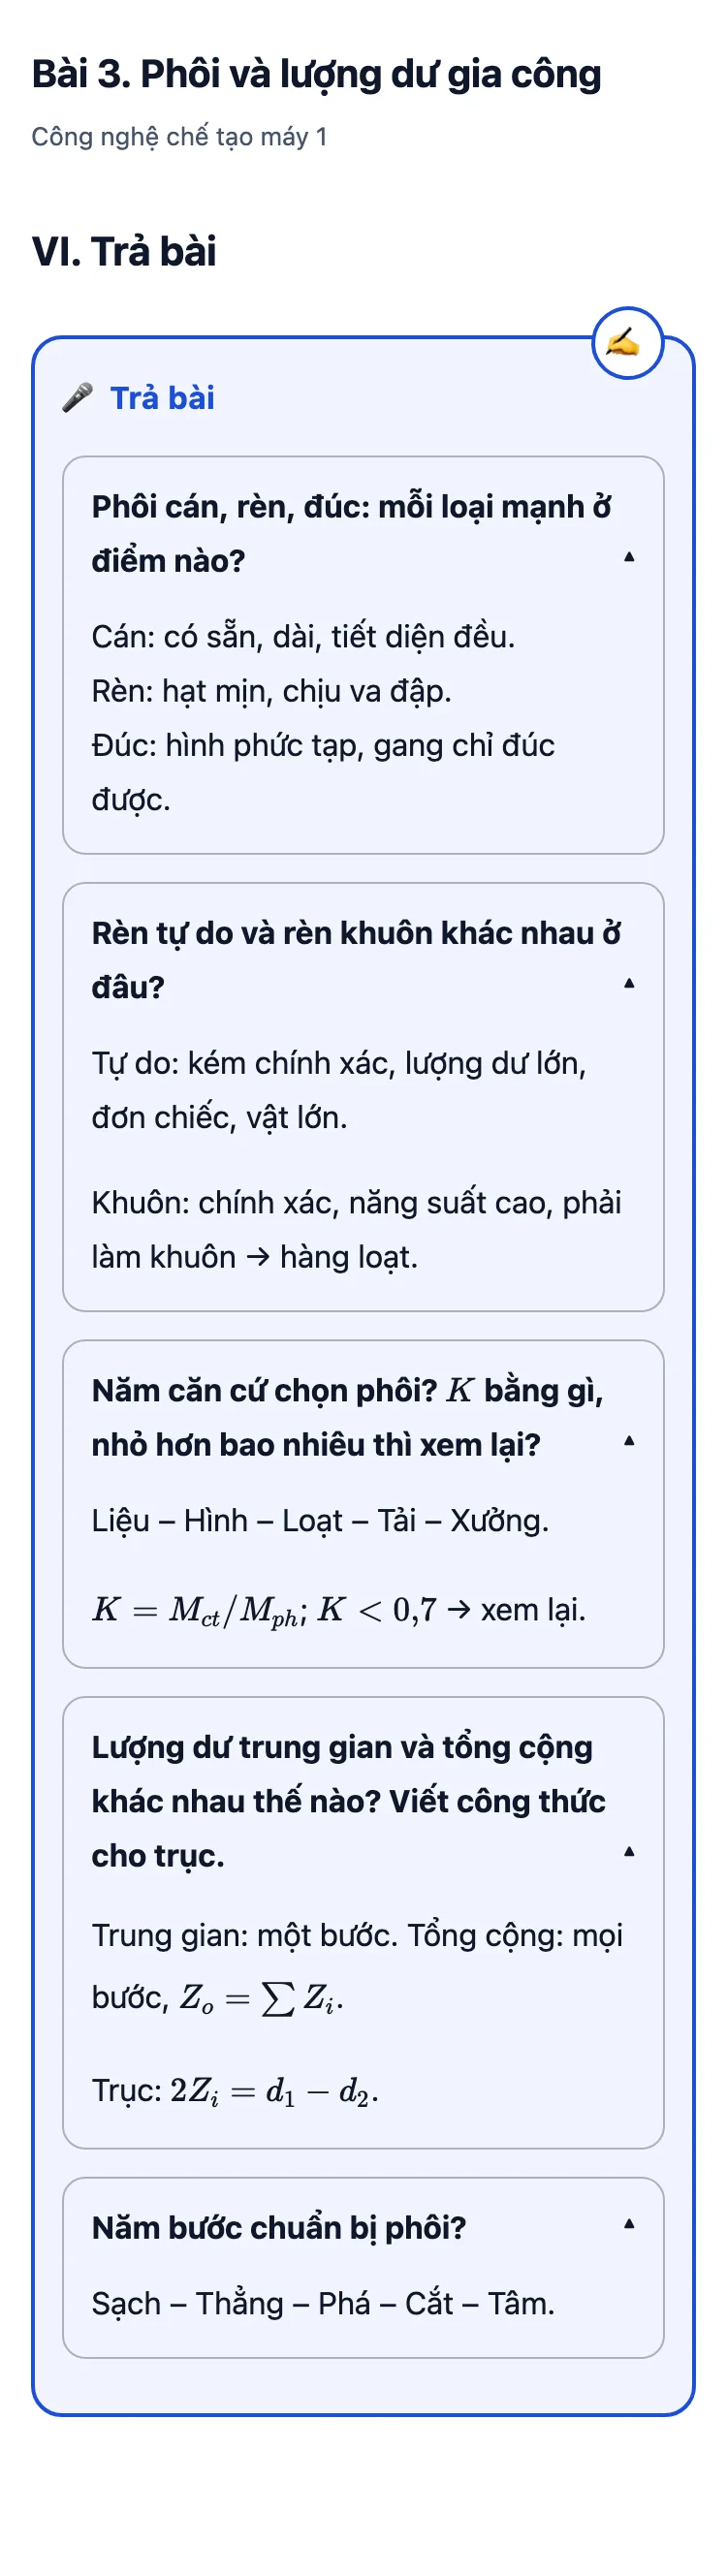 Bài 3. Phôi và lượng dư gia công
Công nghệ chế tạo máy 1
VI. Trả bài
Trả bài
Phôi cán, rèn, đúc: mỗi loại mạnh ở
điểm nào?
Cán: có sẵn, dài, tiết diện đều.
Rèn: hạt mịn, chịu va đập.
Đúc: hình phức tạp, gang chỉ đúc
được.
Rèn tự do và rèn khuôn khác nhau ở
đâu?
Tự do: kém chính xác, lượng dư lớn,
đơn chiếc, vật lớn.
Khuôn: chính xác, năng suất cao, phải
làm khuôn → hàng loạt.
Năm căn cứ chọn phôi? K bằng gì,
nhỏ hơn bao nhiêu thì xem lại?
Liệu – Hình – Loạt – Tải – Xưởng.
K = M_{ct}/M_{ph}; K < 0,7 → xem lại.
Lượng dư trung gian và tổng cộng
khác nhau thế nào? Viết công thức
cho trục.
Trung gian: một bước. Tổng cộng: mọi
bước, Z_o = ∑ Z_i.
Trục: 2Z_i = d_1 − d_2.
Năm bước chuẩn bị phôi?
Sạch – Thẳng – Phá – Cắt – Tâm.